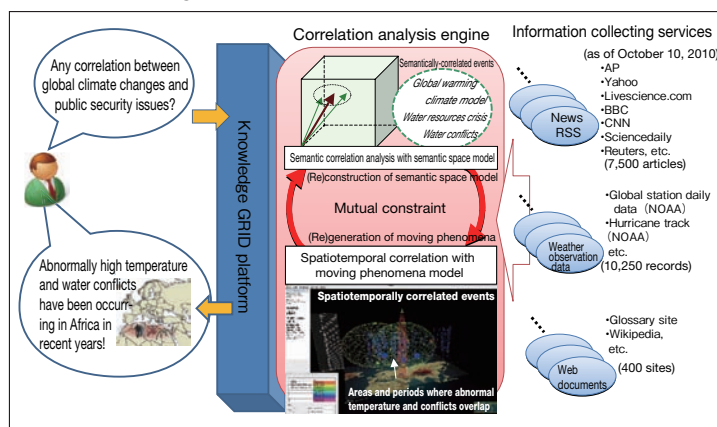 Correlation analysis engine
Information collecting services
(as of October 10, 2010)
Any correlation between
global climate changes and
public security issues?
Knowledge GRID platform
Abnormally high temperature
and water conflicts
have been occur-
ring in Africa in
recent years!
Semantically-correlated events
Global warming
climate model
Water resources crisis
Water conflicts
Semantic correlation analysis with semantic space model
(Re)construction of semantic space model
Mutual constraint
(Re)generation of moving phenomena
Spatiotemporal correlation with
moving phenomena model
Spatiotemporally correlated events
Areas and periods where abnormal
temperature and conflicts overlap
•AP
•Yahoo
•Livescience.com
•BBC
•CNN
•Sciencedaily
•Reuters, etc.
(7,500 articles)
News
RSS
•Global station daily
data（NOAA）
•Hurricane track
（NOAA）
etc.
(10,250 records)
Weather
observation
data
•Glossary site
•Wikipedia,
etc.
(400 sites)
Web
documents